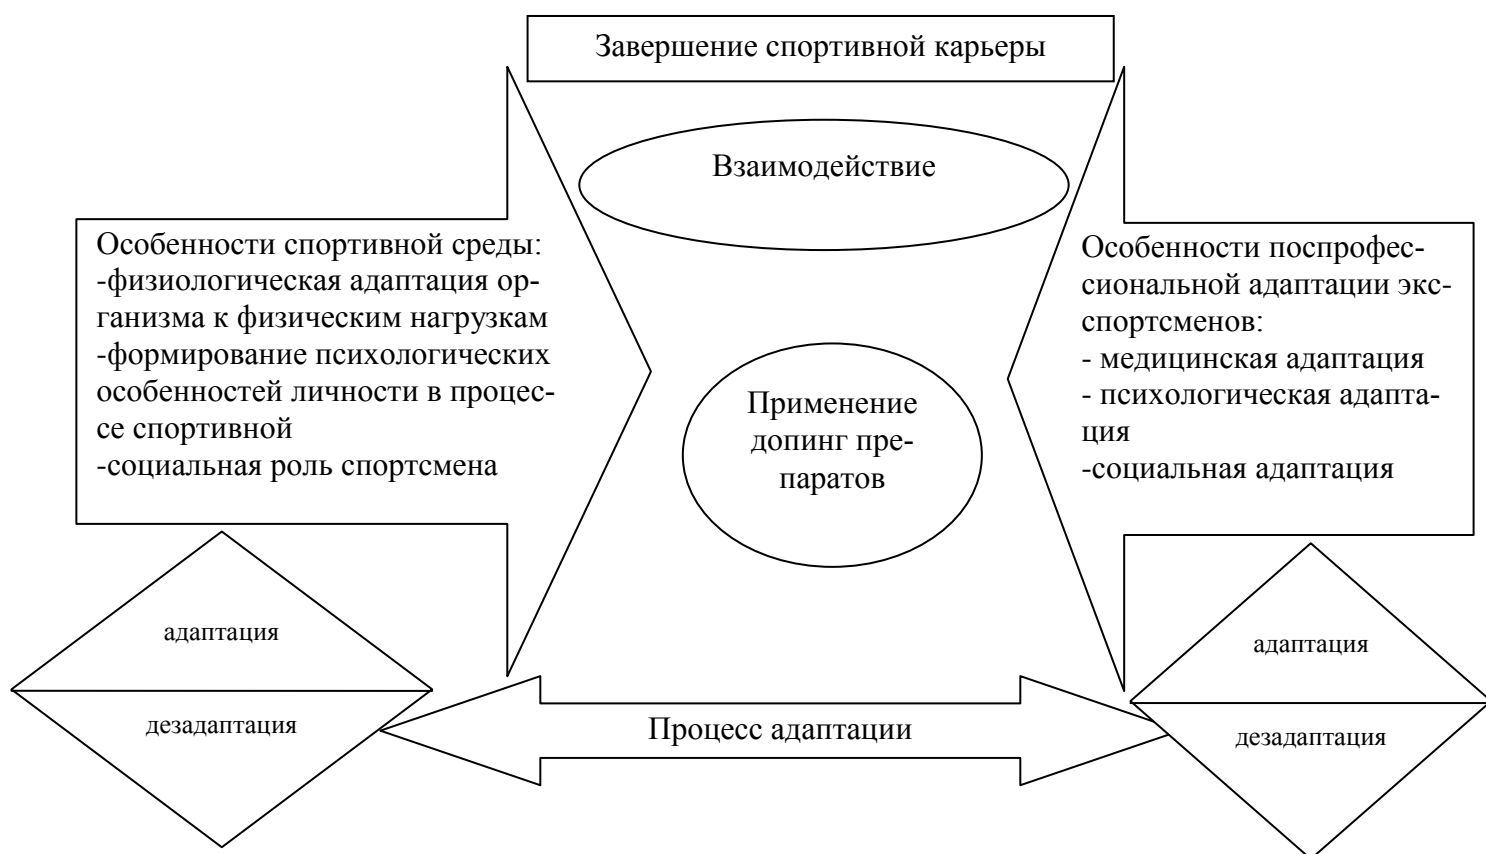 Завершение спортивной карьеры
Взаимодействие
Особенности спортивной среды:
-физиологическая адаптация ор-
ганизма к физическим нагрузкам
-формирование психологических
особенностей личности в процес-
се спортивной
-социальная роль спортсмена
Применение
допинг пре-
паратов
Особенности поспрофес-
сиональной адаптации экс-
спортсменов:
- медицинская адаптация
- психологическая адапта-
ция
-социальная адаптация
адаптация
дезадаптация
Процесс адаптации
адаптация
дезадаптация